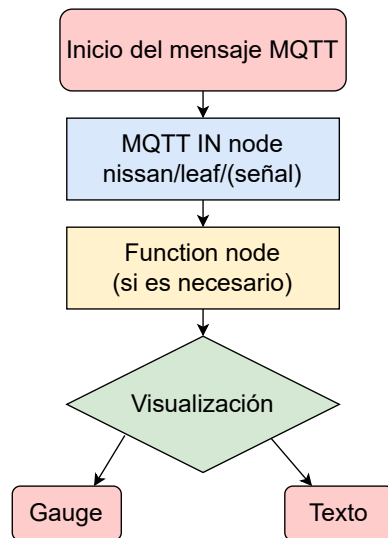 Inicio del mensaje MQTT
MQTT IN node
nissan/leaf/(señal)
Function node
(si es necesario)
Visualización
Gauge
Texto